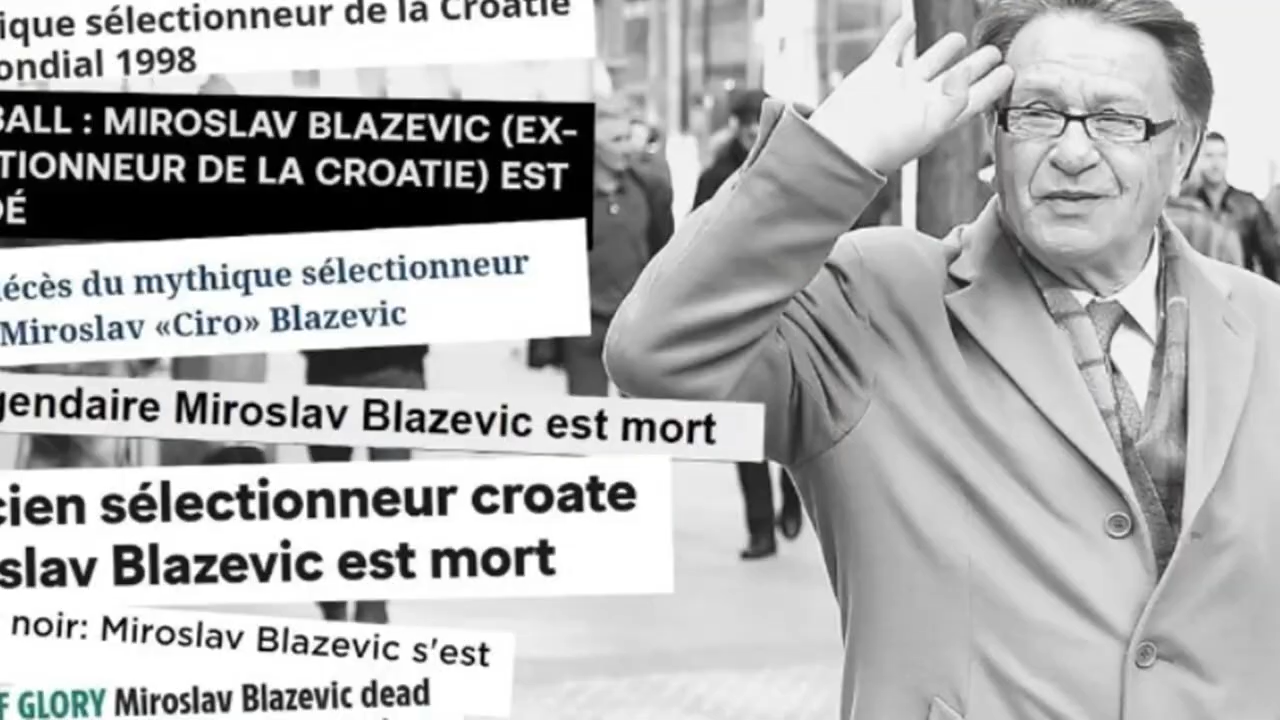 ique sélectionneur de la Croatie
ondial 1998
BALL : MIROSLAV BLAZEVIC (EX-
TIONNEUR DE LA CROATIE) EST
DÉ
écès du mythique sélectionneur
Miroslav «Ciro» Blazevic
gendaire Miroslav Blazevic est mort
cien sélectionneur croate
slav Blazevic est mort
noir: Miroslav Blazevic s'est
F GLORY Miroslav Blazevic dead